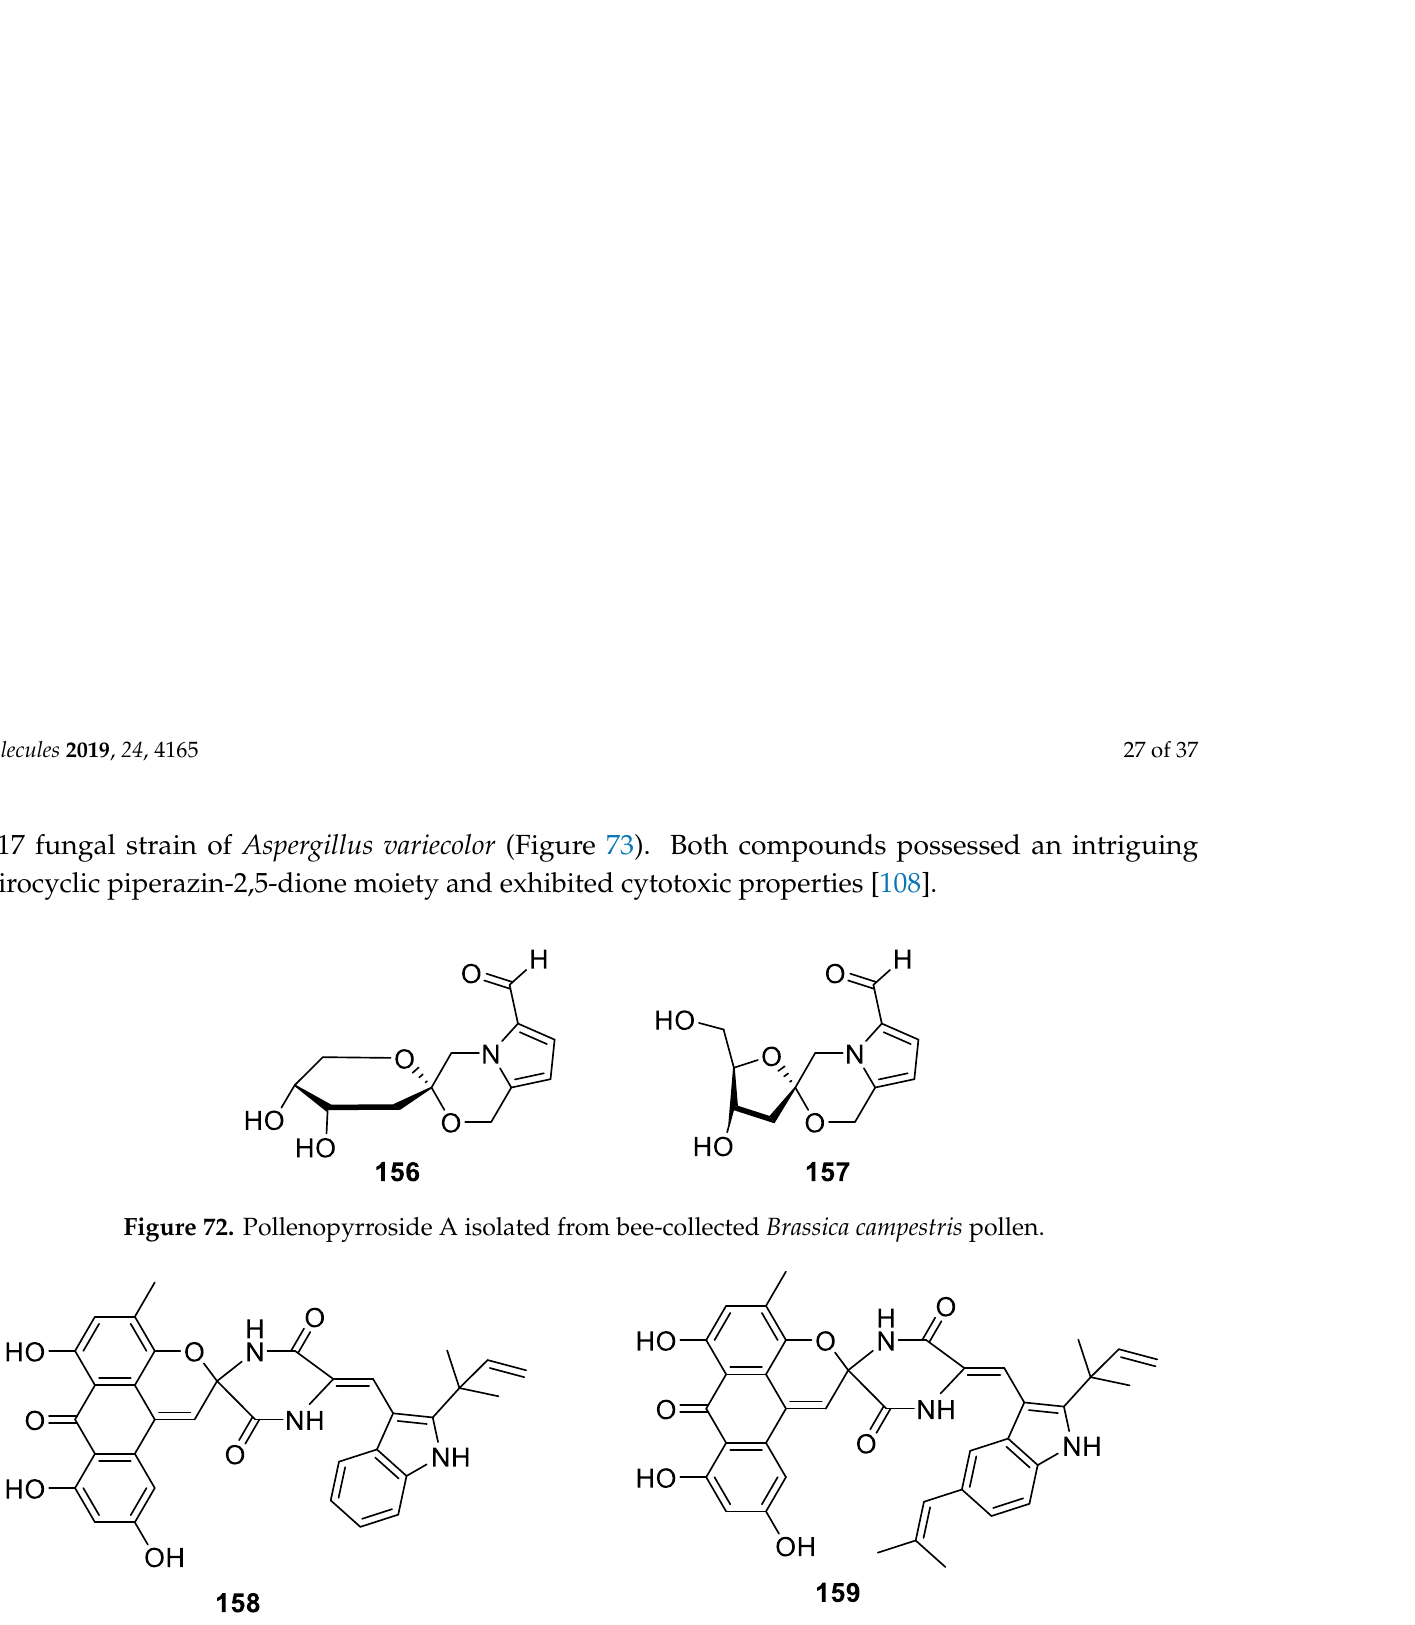 lecules 2019, 24, 4165 27 of 37
17 fungal strain of Aspergillus variecolor (Figure 73). Both compounds possessed an intriguing
irocyclic piperazin-2,5-dione moiety and exhibited cytotoxic properties [108].
O H O H
HO
O N O N
HO O O
HO HO
156 157
Figure 72. Pollenopyrroside A isolated from bee-collected Brassica campestris pollen.
H O H O
HO O N HO O N
O NH O NH
O NH O NH
HO HO
OH OH
158 159